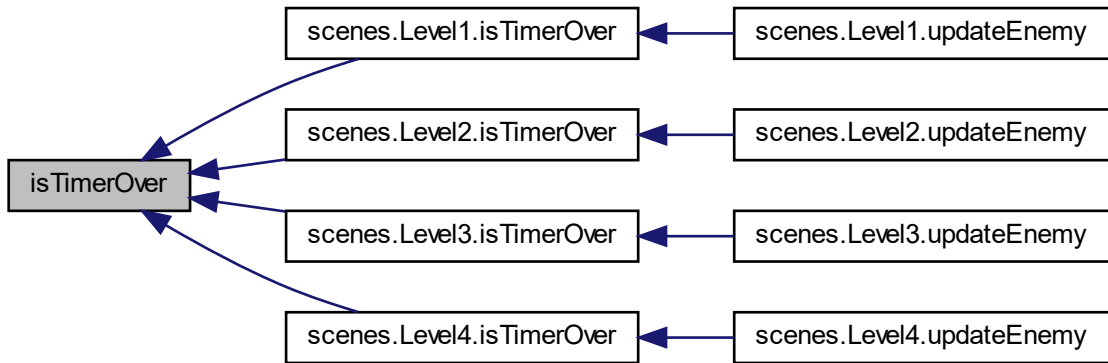 scenes.Level1.isTimerOver
scenes.Level1.updateEnemy
scenes.Level2.isTimerOver
scenes.Level2.updateEnemy
isTimerOver
scenes.Level3.isTimerOver
scenes.Level3.updateEnemy
scenes.Level4.isTimerOver
scenes.Level4.updateEnemy